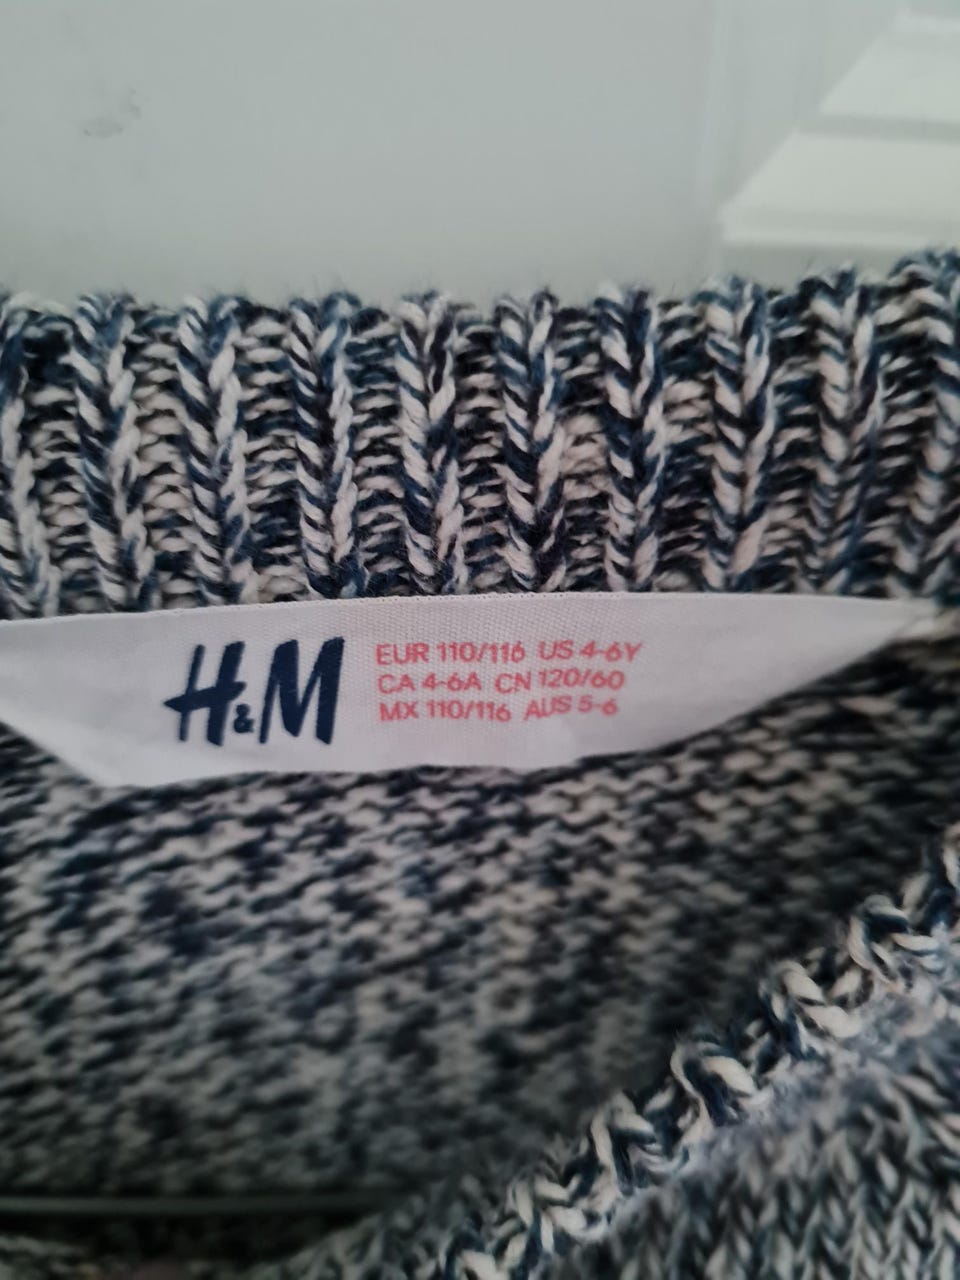 H&M
EUR 110/116 US 4-6Y
CA 4-6A CN 120/60
MX 110/116 AUS 5-6